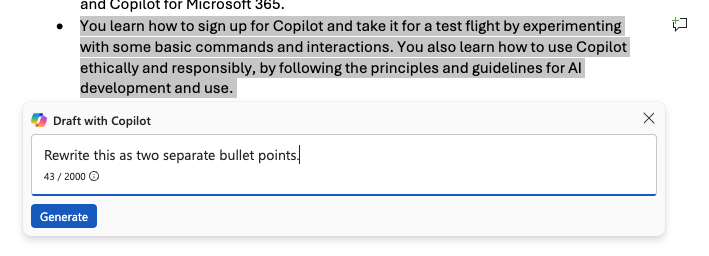 and Copilot for Microsoft 365.
• You learn how to sign up for Copilot and take it for a test flight by experimenting
with some basic commands and interactions. You also learn how to use Copilot
ethically and responsibly, by following the principles and guidelines for AI
development and use.
Draft with Copilot
Rewrite this as two separate bullet points.
43 / 2000
Generate